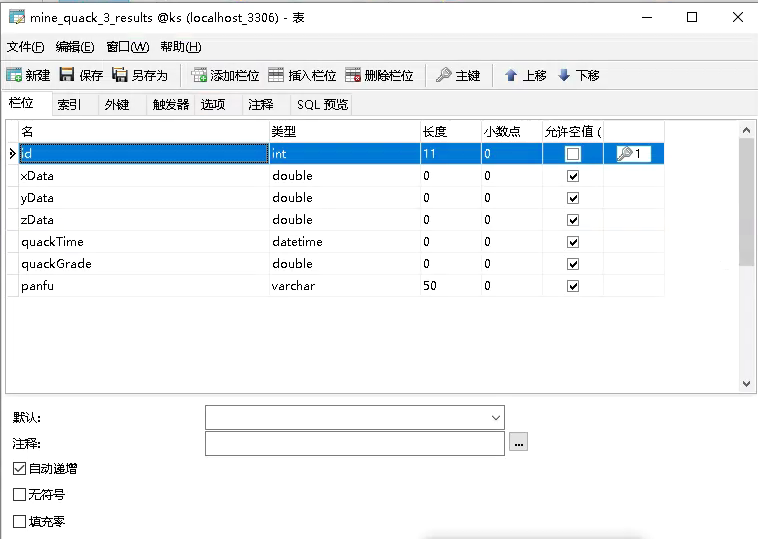 mine_quack_3_results @ks (localhost_3306) - 表
文件(F) 编辑(E) 窗口(W) 帮助(H)
新建 保存 另存为 添加栏位 插入栏位 删除栏位 主键 上移 下移
栏位 索引 外键 触发器 选项 注释 SQL 预览
名 类型 长度 小数点 允许空值 (
id int 11 0 1
xData double 0 0
yData double 0 0
zData double 0 0
quackTime datetime 0 0
quackGrade double 0 0
panfu varchar 50 0
默认:
注释: ...
自动递增
无符号
填充零